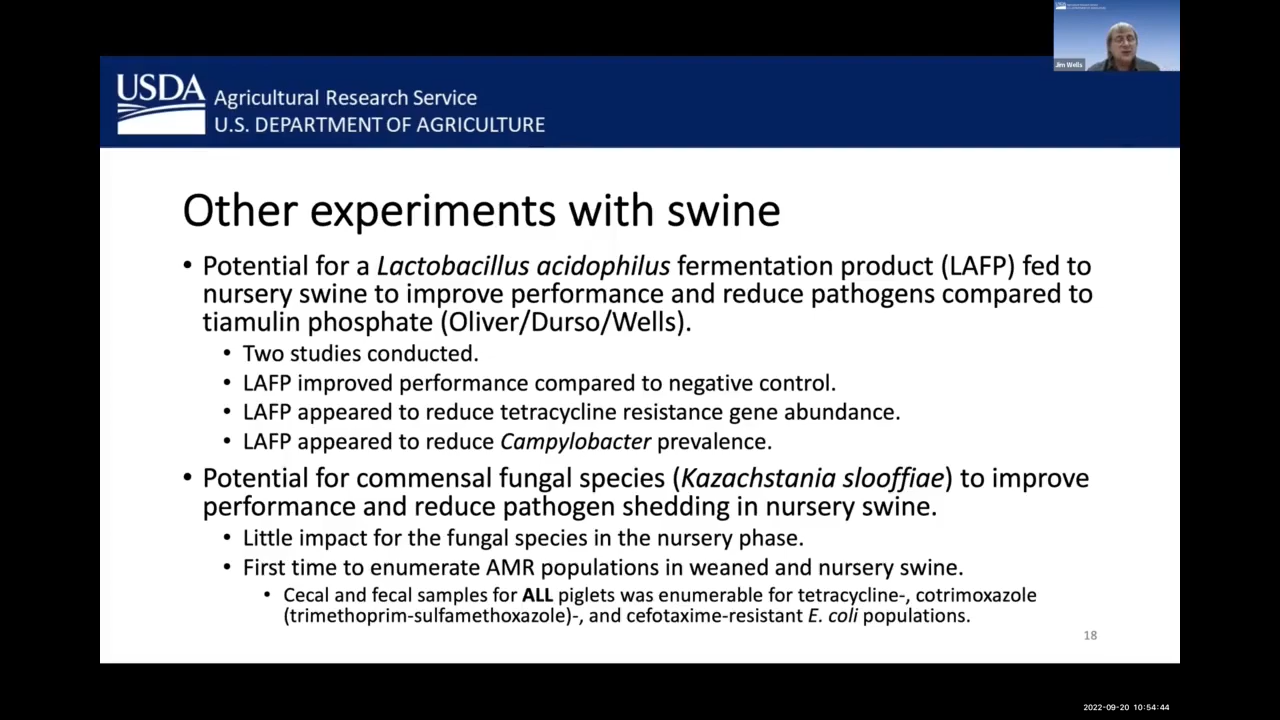 Jim Wells
USDA
Agricultural Research Service
U.S. DEPARTMENT OF AGRICULTURE
Other experiments with swine
• Potential for a Lactobacillus acidophilus fermentation product (LAFP) fed to
nursery swine to improve performance and reduce pathogens compared to
tiamulin phosphate (Oliver/Durso/Wells).
• Two studies conducted.
• LAFP improved performance compared to negative control.
• LAFP appeared to reduce tetracycline resistance gene abundance.
• LAFP appeared to reduce Campylobacter prevalence.
• Potential for commensal fungal species (Kazachstania slooffiae) to improve
performance and reduce pathogen shedding in nursery swine.
• Little impact for the fungal species in the nursery phase.
• First time to enumerate AMR populations in weaned and nursery swine.
• Cecal and fecal samples for ALL piglets was enumerable for tetracycline-, cotrimoxazole
(trimethoprim-sulfamethoxazole)-, and cefotaxime-resistant E. coli populations.
18
2022-09-20 10:54:44